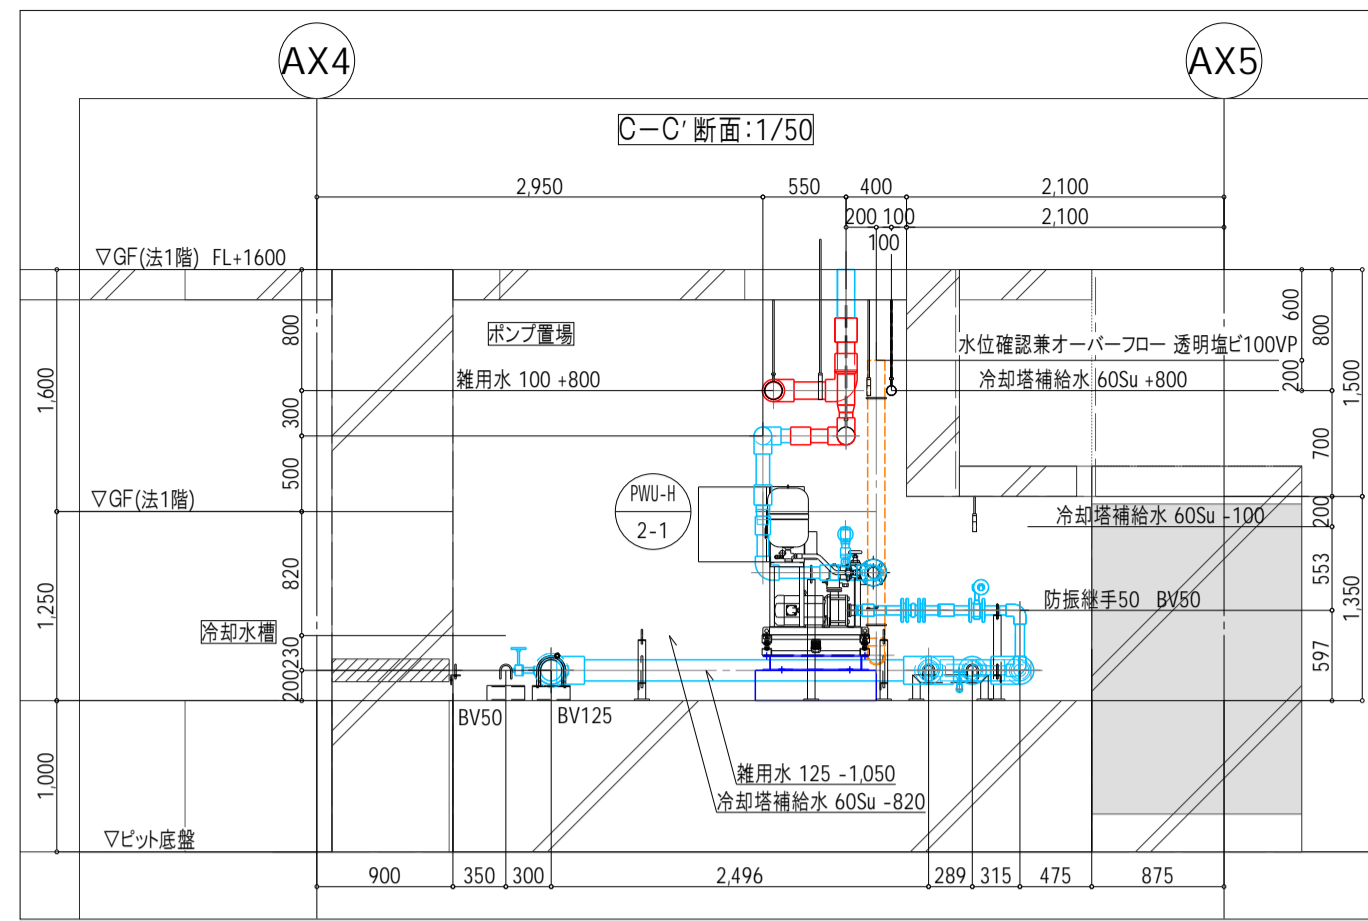 AX4
AX5
C-C'断面:1/50
2,950
550
400
2,100
200
100
2,100
100
▽GF(法1階) FL+1600
600
800
800
ポンプ置場
水位確認兼オーバーフロー 透明塩ビ100VP
雑用水 100 +800
冷却塔補給水 60Su +800
200
1,500
1,600
300
700
500
▽GF(法1階)
PWU-H
2-1
冷却塔補給水 60Su -100
200
820
553
1,350
1,250
防振継手50 BV50
冷却水槽
230
597
200
BV50
BV125
1,000
雑用水 125 -1,050
冷却塔補給水 60Su -820
▽ピット底盤
900
350
300
2,496
289
315
475
875